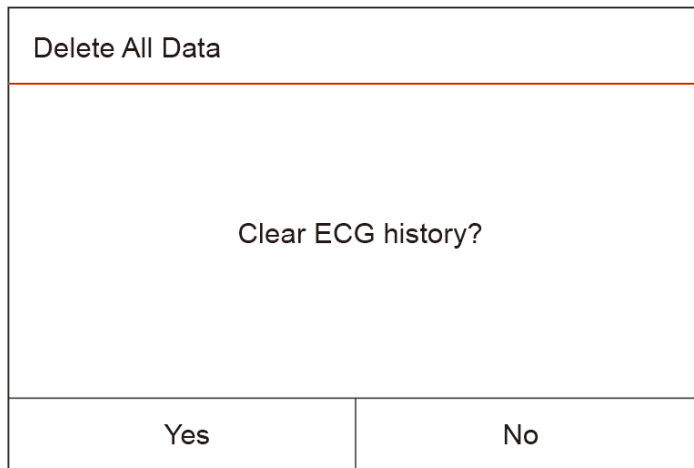 Delete All Data
Clear ECG history?
Yes
No